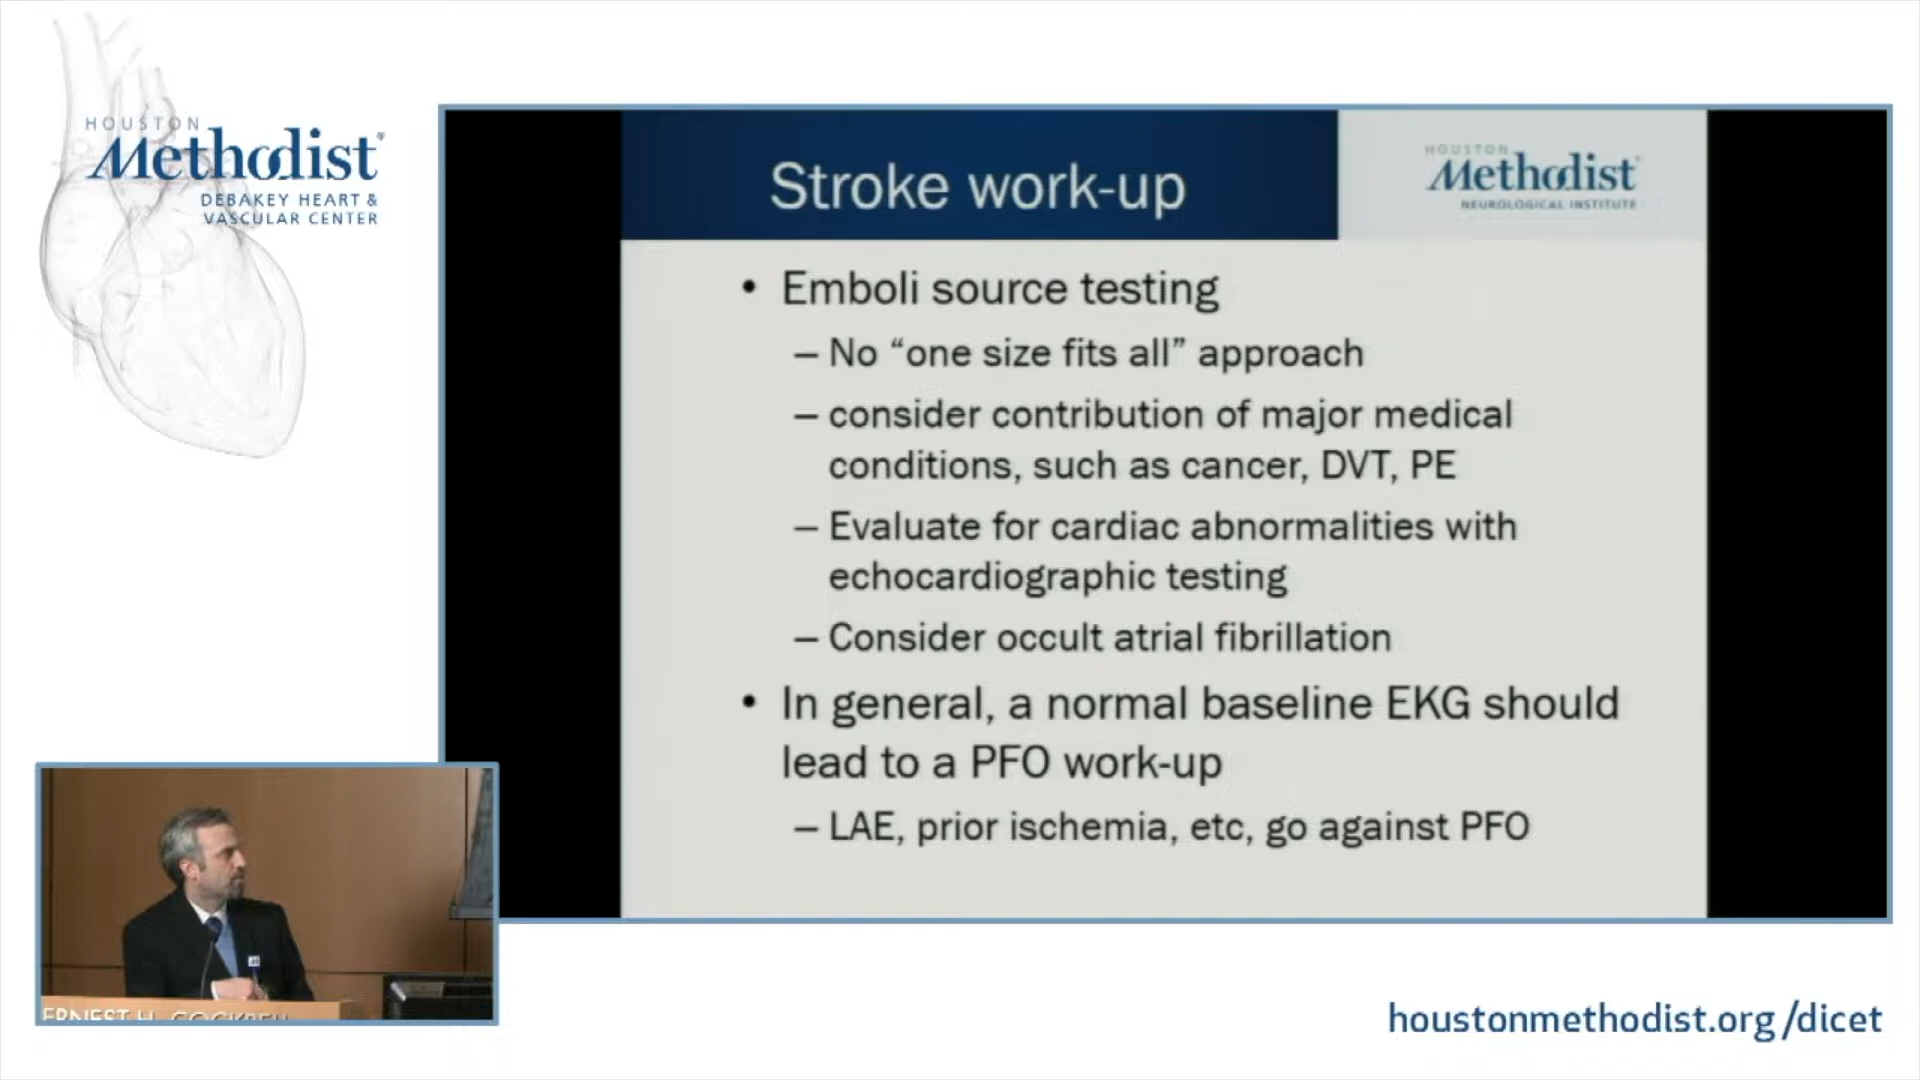 HOUSTON
Methodist
DEBAKEY HEART &
VASCULAR CENTER
Stroke work-up
HOUSTON
Methodist
NEUROLOGICAL INSTITUTE
• Emboli source testing
– No “one size fits all” approach
– consider contribution of major medical
conditions, such as cancer, DVT, PE
– Evaluate for cardiac abnormalities with
echocardiographic testing
– Consider occult atrial fibrillation
• In general, a normal baseline EKG should
lead to a PFO work-up
– LAE, prior ischemia, etc, go against PFO
ERNEST H. COCKRELL
houstonmethodist.org/dicet